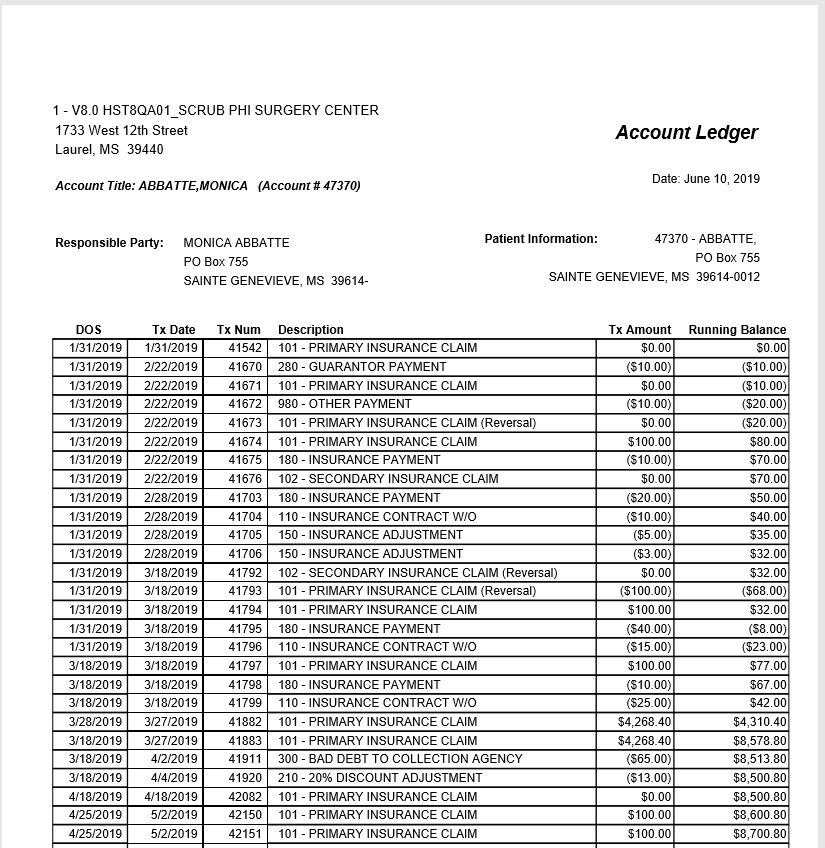 1 - V8.0 HST8QA01_SCRUB PHI SURGERY CENTER
1733 West 12th Street
Laurel, MS 39440
Account Ledger
Account Title: ABBATTE,MONICA (Account # 47370)
Date: June 10, 2019
Responsible Party: MONICA ABBATTE
PO Box 755
SAINTE GENEVIEVE, MS 39614-
Patient Information: 47370 - ABBATTE,
PO Box 755
SAINTE GENEVIEVE, MS 39614-0012
DOS Tx Date Tx Num Description Tx Amount Running Balance
1/31/2019 1/31/2019 41542 101 - PRIMARY INSURANCE CLAIM $0.00 $0.00
1/31/2019 2/22/2019 41670 280 - GUARANTOR PAYMENT ($10.00) ($10.00)
1/31/2019 2/22/2019 41671 101 - PRIMARY INSURANCE CLAIM $0.00 ($10.00)
1/31/2019 2/22/2019 41672 980 - OTHER PAYMENT ($10.00) ($20.00)
1/31/2019 2/22/2019 41673 101 - PRIMARY INSURANCE CLAIM (Reversal) $0.00 ($20.00)
1/31/2019 2/22/2019 41674 101 - PRIMARY INSURANCE CLAIM $100.00 $80.00
1/31/2019 2/22/2019 41675 180 - INSURANCE PAYMENT ($10.00) $70.00
1/31/2019 2/22/2019 41676 102 - SECONDARY INSURANCE CLAIM $0.00 $70.00
1/31/2019 2/28/2019 41703 180 - INSURANCE PAYMENT ($20.00) $50.00
1/31/2019 2/28/2019 41704 110 - INSURANCE CONTRACT W/O ($10.00) $40.00
1/31/2019 2/28/2019 41705 150 - INSURANCE ADJUSTMENT ($5.00) $35.00
1/31/2019 2/28/2019 41706 150 - INSURANCE ADJUSTMENT ($3.00) $32.00
1/31/2019 3/18/2019 41792 102 - SECONDARY INSURANCE CLAIM (Reversal) $0.00 $32.00
1/31/2019 3/18/2019 41793 101 - PRIMARY INSURANCE CLAIM (Reversal) ($100.00) ($68.00)
1/31/2019 3/18/2019 41794 101 - PRIMARY INSURANCE CLAIM $100.00 $32.00
1/31/2019 3/18/2019 41795 180 - INSURANCE PAYMENT ($40.00) ($8.00)
1/31/2019 3/18/2019 41796 110 - INSURANCE CONTRACT W/O ($15.00) ($23.00)
3/18/2019 3/18/2019 41797 101 - PRIMARY INSURANCE CLAIM $100.00 $77.00
3/18/2019 3/18/2019 41798 180 - INSURANCE PAYMENT ($10.00) $67.00
3/18/2019 3/18/2019 41799 110 - INSURANCE CONTRACT W/O ($25.00) $42.00
3/28/2019 3/27/2019 41882 101 - PRIMARY INSURANCE CLAIM $4,268.40 $4,310.40
3/18/2019 3/27/2019 41883 101 - PRIMARY INSURANCE CLAIM $4,268.40 $8,578.80
3/18/2019 4/2/2019 41911 300 - BAD DEBT TO COLLECTION AGENCY ($65.00) $8,513.80
3/18/2019 4/4/2019 41920 210 - 20% DISCOUNT ADJUSTMENT ($13.00) $8,500.80
4/18/2019 4/18/2019 42082 101 - PRIMARY INSURANCE CLAIM $0.00 $8,500.80
4/25/2019 5/2/2019 42150 101 - PRIMARY INSURANCE CLAIM $100.00 $8,600.80
4/25/2019 5/2/2019 42151 101 - PRIMARY INSURANCE CLAIM $100.00 $8,700.80